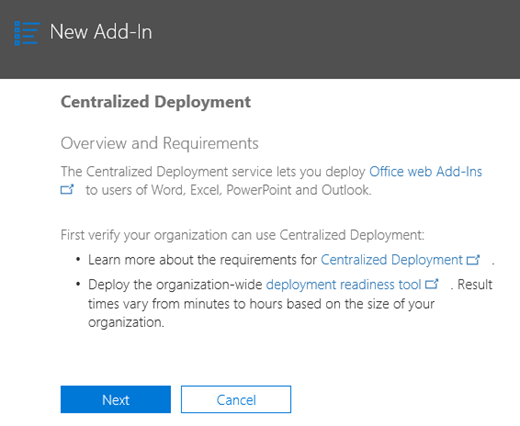 New Add-In
Centralized Deployment
Overview and Requirements
The Centralized Deployment service lets you deploy Office web Add-Ins
to users of Word, Excel, PowerPoint and Outlook.
First verify your organization can use Centralized Deployment:
• Learn more about the requirements for Centralized Deployment .
• Deploy the organization-wide deployment readiness tool . Result
times vary from minutes to hours based on the size of your
organization.
Next Cancel